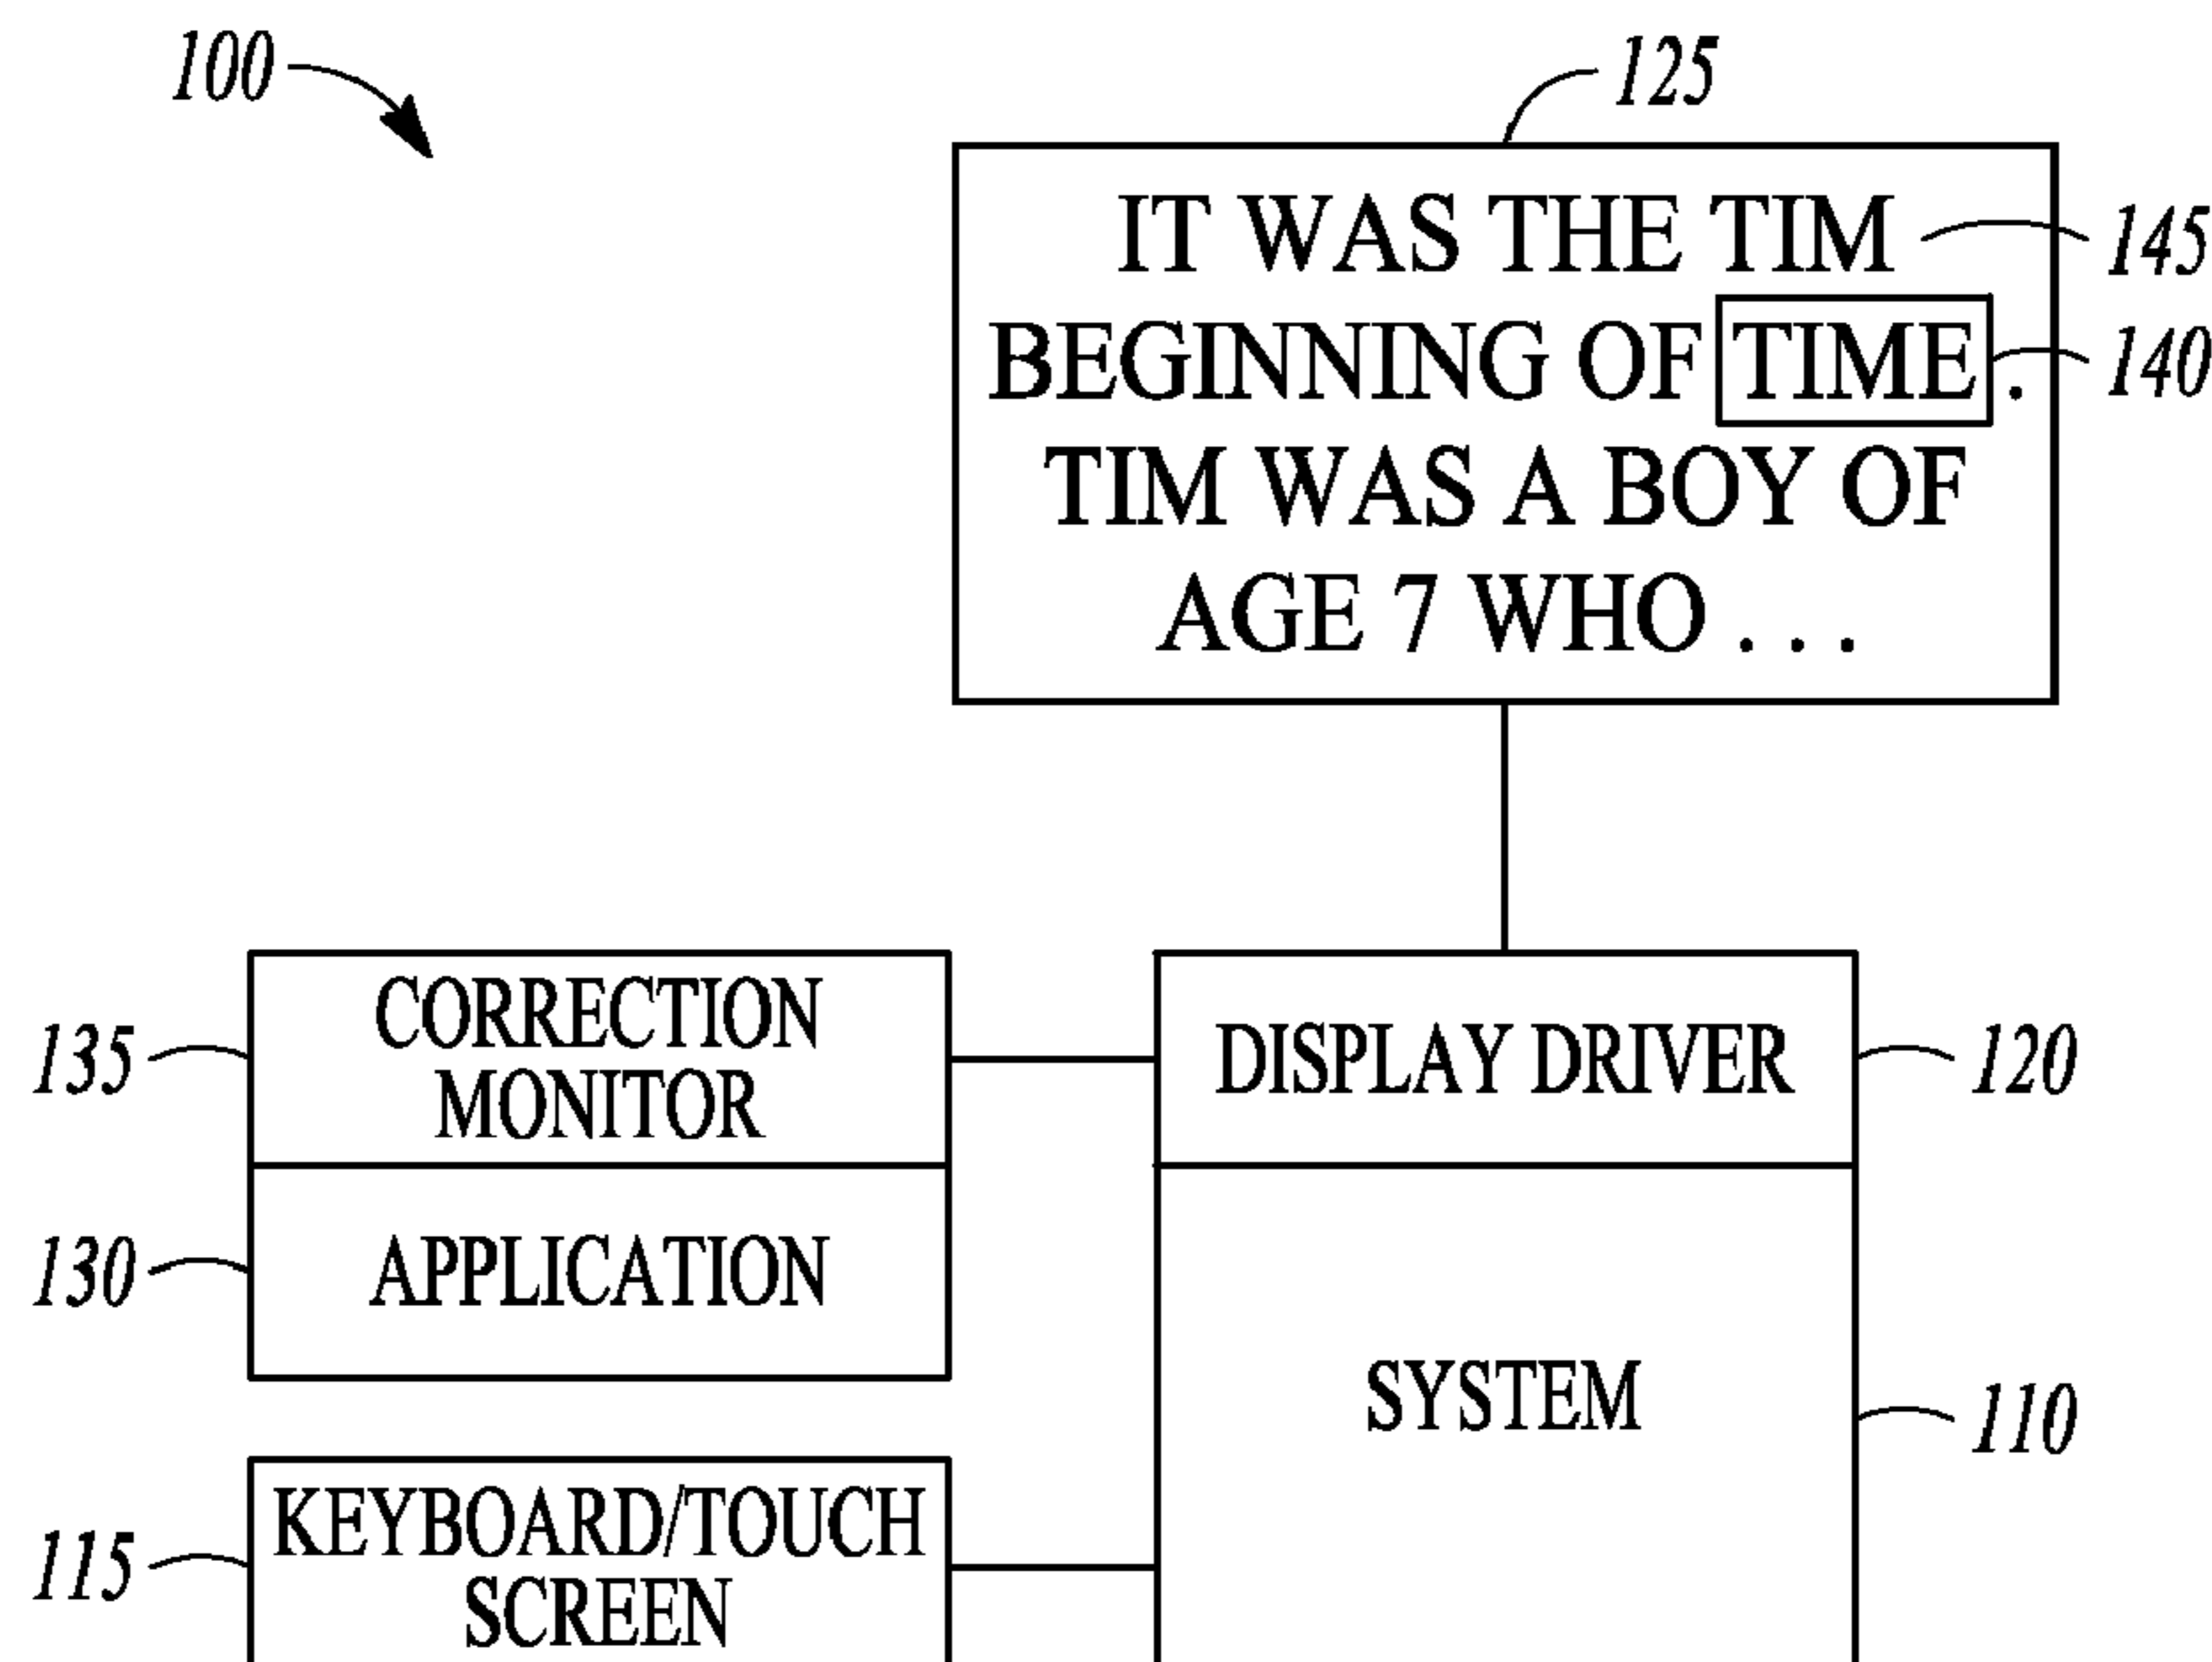 100
125
IT WAS THE TIM
145
BEGINNING OF TIME.
140
TIM WAS A BOY OF
AGE 7 WHO . . .
CORRECTION
MONITOR
135
DISPLAY DRIVER
120
APPLICATION
130
SYSTEM
110
KEYBOARD/TOUCH
SCREEN
115